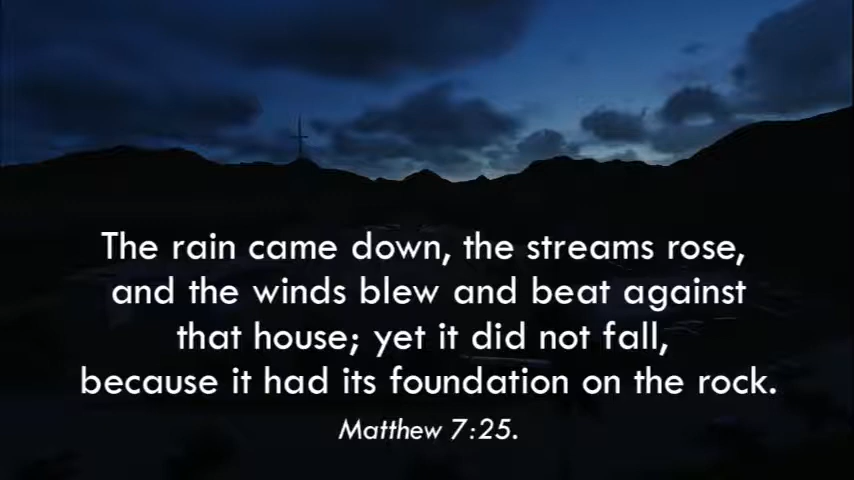 The rain came down, the streams rose,
and the winds blew and beat against
that house; yet it did not fall,
because it had its foundation on the rock.
Matthew 7:25.